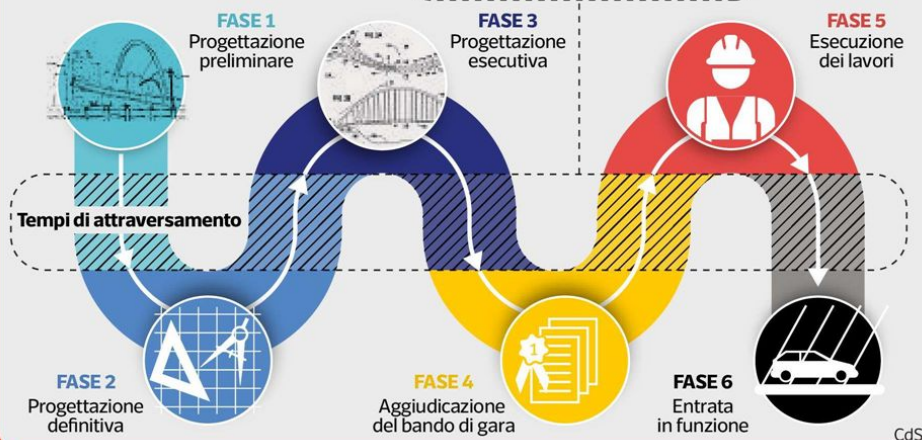 FASE 1
Progettazione
preliminare
FASE 3
Progettazione
esecutiva
FASE 5
Esecuzione
dei lavori
Tempi di attraversamento
FASE 2
Progettazione
definitiva
FASE 4
Aggiudicazione
del bando di gara
1
FASE 6
Entrata
in funzione
CdS